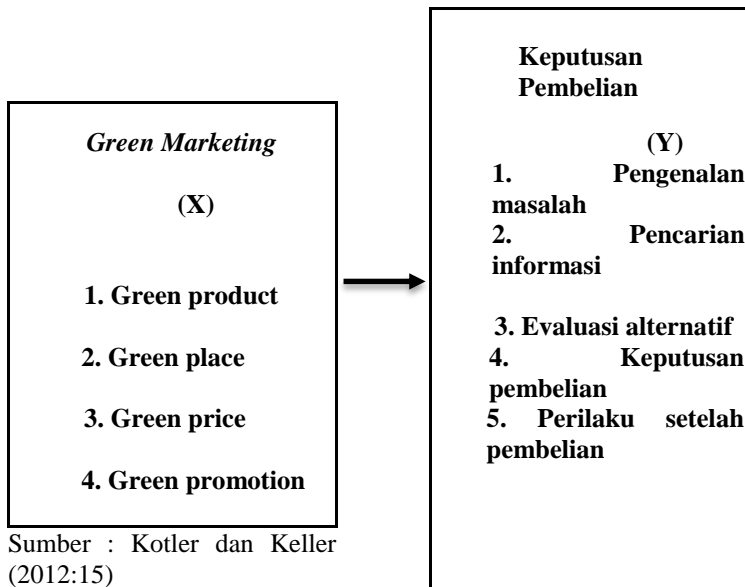 Green Marketing
(X)
1. Green product
2. Green place
3. Green price
4. Green promotion
Sumber : Kotler dan Keller
(2012:15)
Keputusan
Pembelian
(Y)
1. Pengenalan
masalah
2. Pencarian
informasi
3. Evaluasi alternatif
4. Keputusan
pembelian
5. Perilaku setelah
pembelian